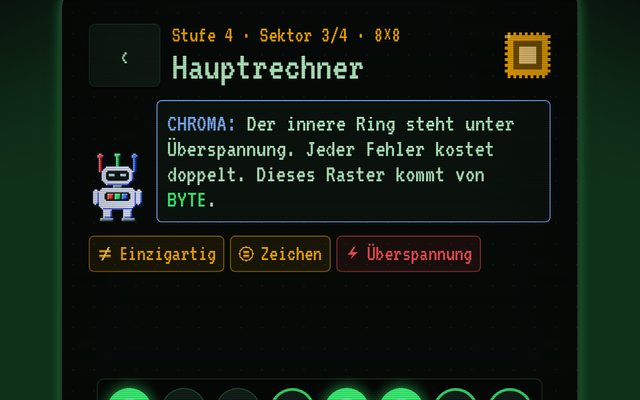 Stufe 4 · Sektor 3/4 · 8X8
Hauptrechner
CHROMA: Der innere Ring steht unter
Überspannung. Jeder Fehler kostet
doppelt. Dieses Raster kommt von
BYTE.
≠ Einzigartig
Zeichen
Überspannung